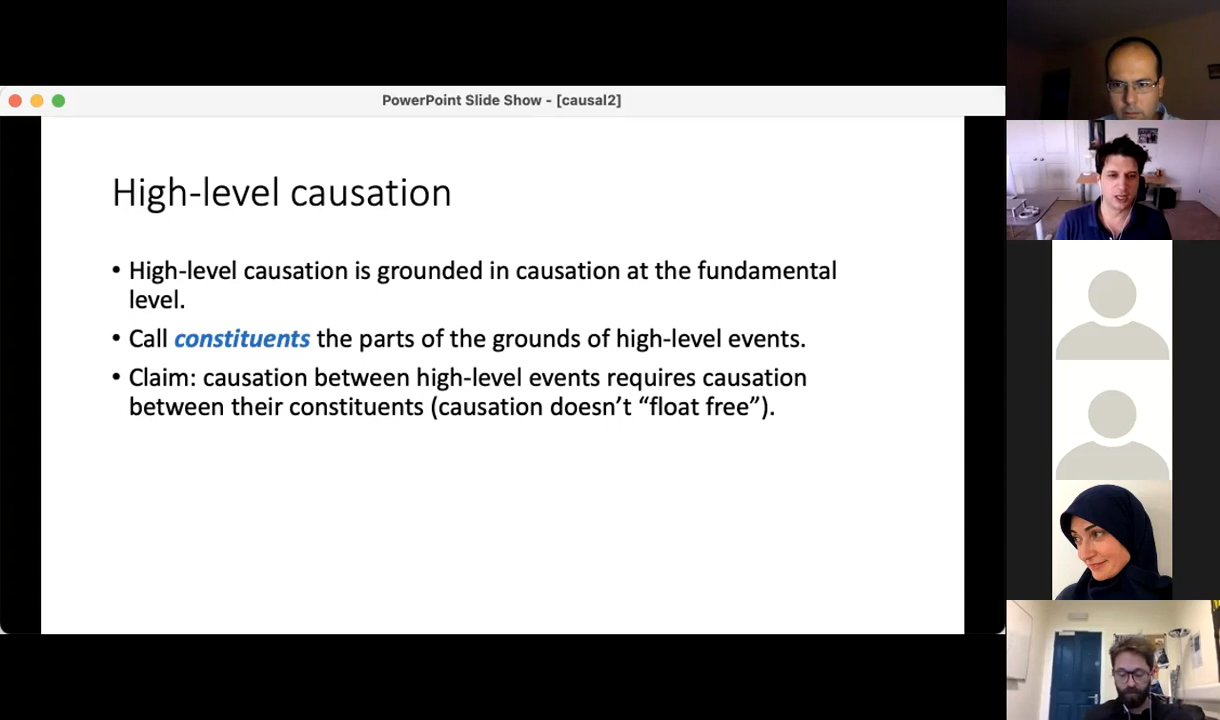 PowerPoint Slide Show - [causal2]
High-level causation
• High-level causation is grounded in causation at the fundamental
level.
• Call constituents the parts of the grounds of high-level events.
• Claim: causation between high-level events requires causation
between their constituents (causation doesn’t “float free”).